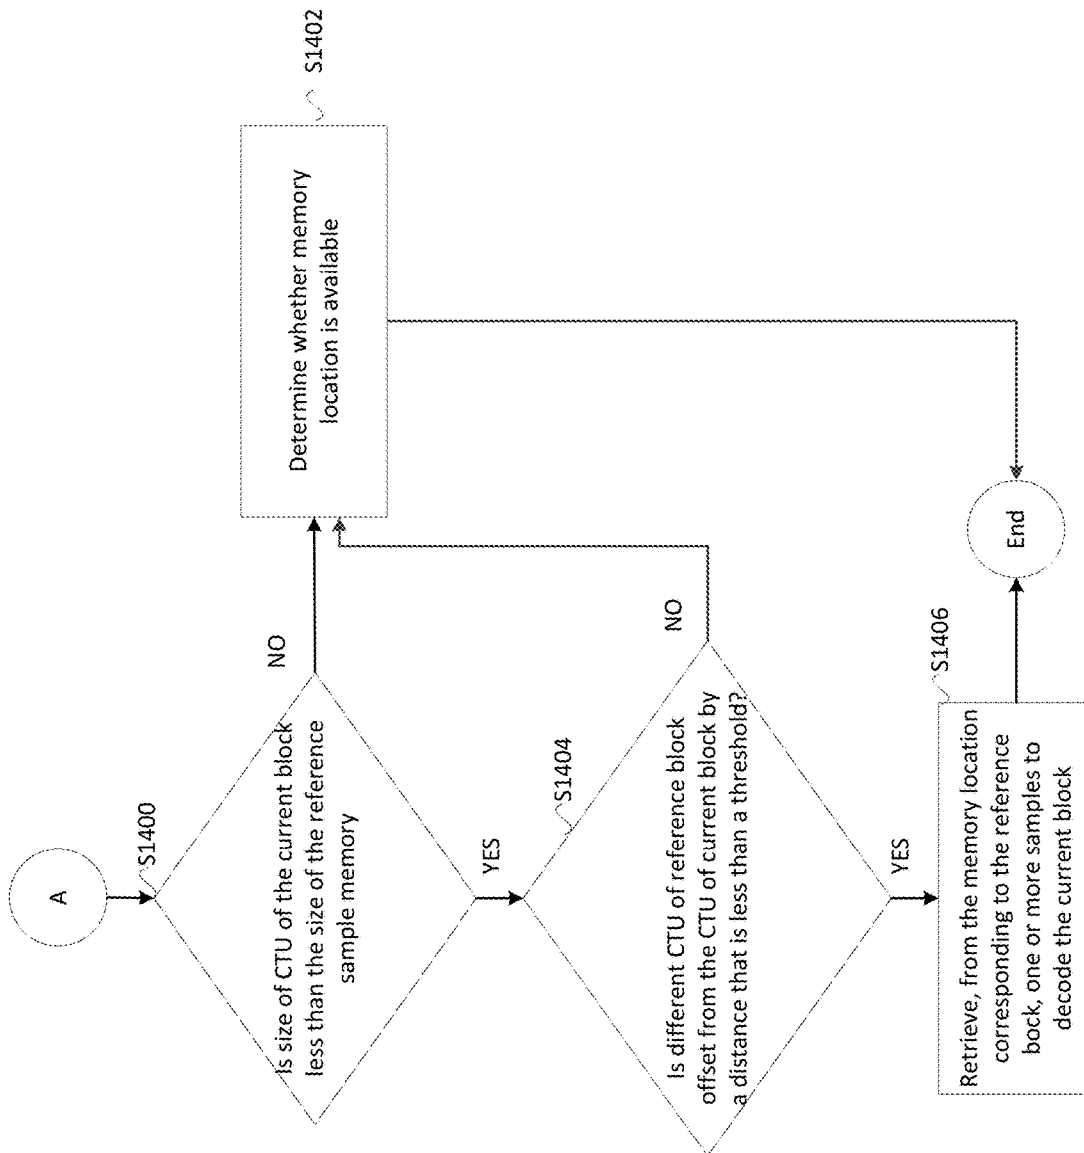 A
S1400
Is size of CTU of the current block
less than the size of the reference
sample memory
NO
S1402
Determine whether memory
location is available
YES
S1404
Is different CTU of reference block
offset from the CTU of current block by
a distance that is less than a threshold?
NO
YES
S1406
Retrieve, from the memory location
corresponding to the reference
bock, one or more samples to
decode the current block
End